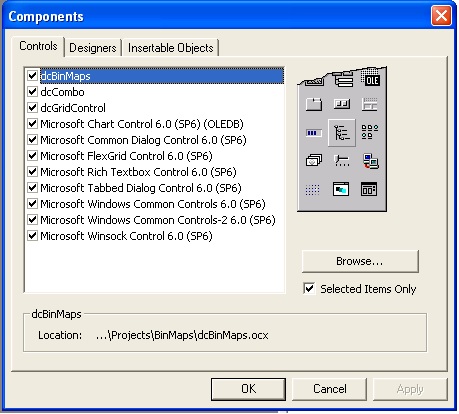 Components
Controls Designers Insertable Objects
dcBinMaps
dcCombo
dcGridControl
Microsoft Chart Control 6.0 (SP6) (OLEDB)
Microsoft Common Dialog Control 6.0 (SP6)
Microsoft FlexGrid Control 6.0 (SP6)
Microsoft Rich Textbox Control 6.0 (SP6)
Microsoft Tabbed Dialog Control 6.0 (SP6)
Microsoft Windows Common Controls 6.0 (SP6)
Microsoft Windows Common Controls-2 6.0 (SP6)
Microsoft Winsock Control 6.0 (SP6)
OLE
Browse...
Selected Items Only
dcBinMaps
Location: ...\Projects\BinMaps\dcBinMaps.ocx
OK Cancel Apply